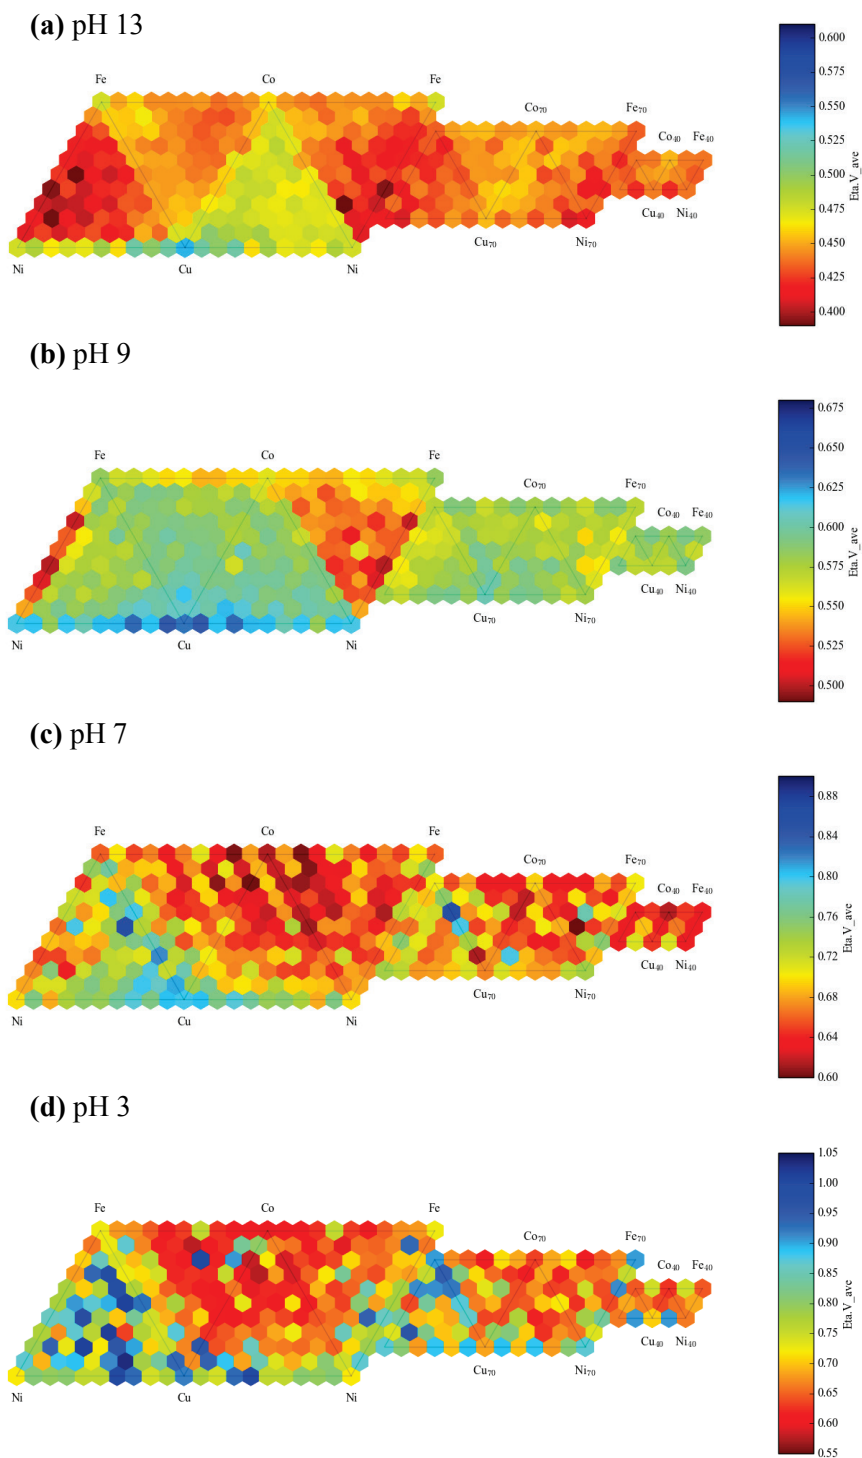 (a) pH 13
Fe Co Fe
Co70 Fe70
Co40 Fe40
Cu40 Ni40
Cu70 Ni70
Ni Cu Ni
0.600
0.575
0.550
0.525
0.500
0.475
0.450
0.425
0.400
Eta.V_ave
(b) pH 9
Fe Co Fe
Co70 Fe70
Co40 Fe40
Cu40 Ni40
Cu70 Ni70
Ni Cu Ni
0.675
0.650
0.625
0.600
0.575
0.550
0.525
0.500
Eta.V_ave
(c) pH 7
Fe Co Fe
Co70 Fe70
Co40 Fe40
Cu40 Ni40
Cu70 Ni70
Ni Cu Ni
0.88
0.84
0.80
0.76
0.72
0.68
0.64
0.60
Eta.V_ave
(d) pH 3
Fe Co Fe
Co70 Fe70
Co40 Fe40
Cu40 Ni40
Cu70 Ni70
Ni Cu Ni
1.05
1.00
0.95
0.90
0.85
0.80
0.75
0.70
0.65
0.60
0.55
Eta.V_ave